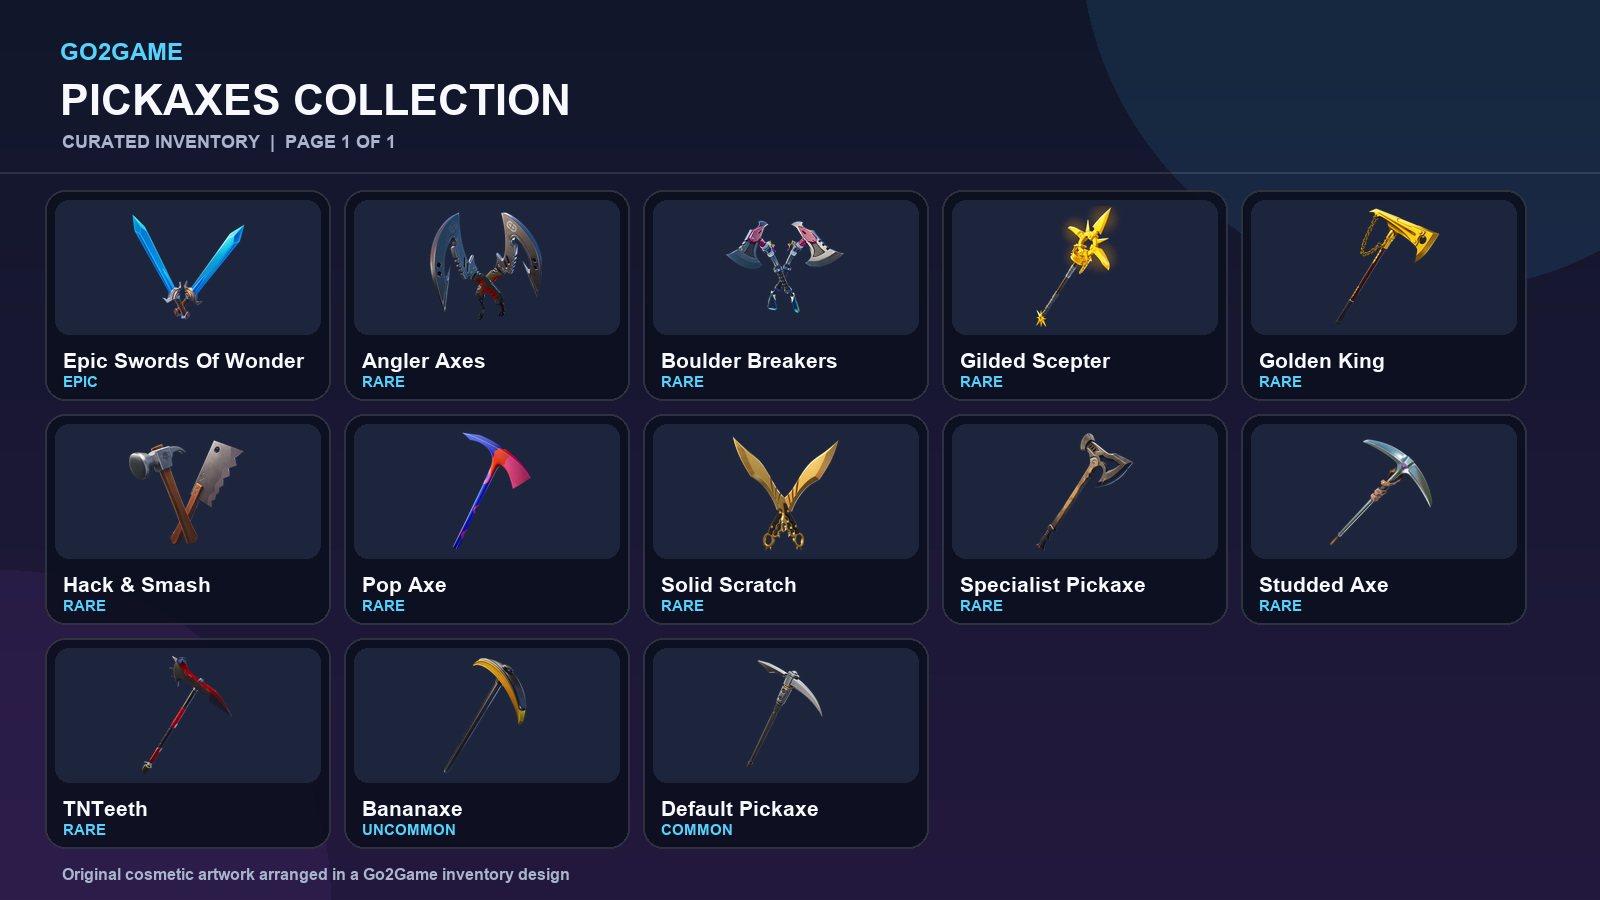 GO2GAME
PICKAXES COLLECTION
CURATED INVENTORY | PAGE 1 OF 1
Epic Swords Of Wonder
EPIC
Angler Axes
RARE
Boulder Breakers
RARE
Gilded Scepter
RARE
Golden King
RARE
Hack & Smash
RARE
Pop Axe
RARE
Solid Scratch
RARE
Specialist Pickaxe
RARE
Studded Axe
RARE
TNTeeth
RARE
Bananaxe
UNCOMMON
Default Pickaxe
COMMON
Original cosmetic artwork arranged in a Go2Game inventory design